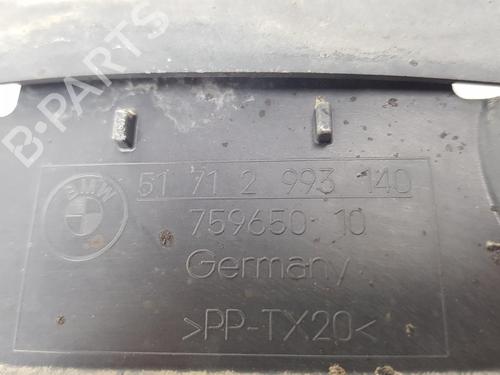 B-PARTS
BMW
51 71 2 993 140
759650 10
Germany
>PP-TX20<